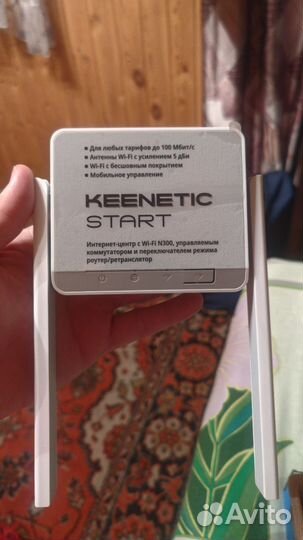 Для любых тарифов до 100 Мбит/с
Антенны Wi-Fi с усилением 5 дБи
Wi-Fi с бесшовным покрытием
Мобильное управление
KEENETIC
START
Интернет-центр с Wi-Fi N300, управляемым
коммутатором и переключателем режима
роутер/ретранслятор
Avito